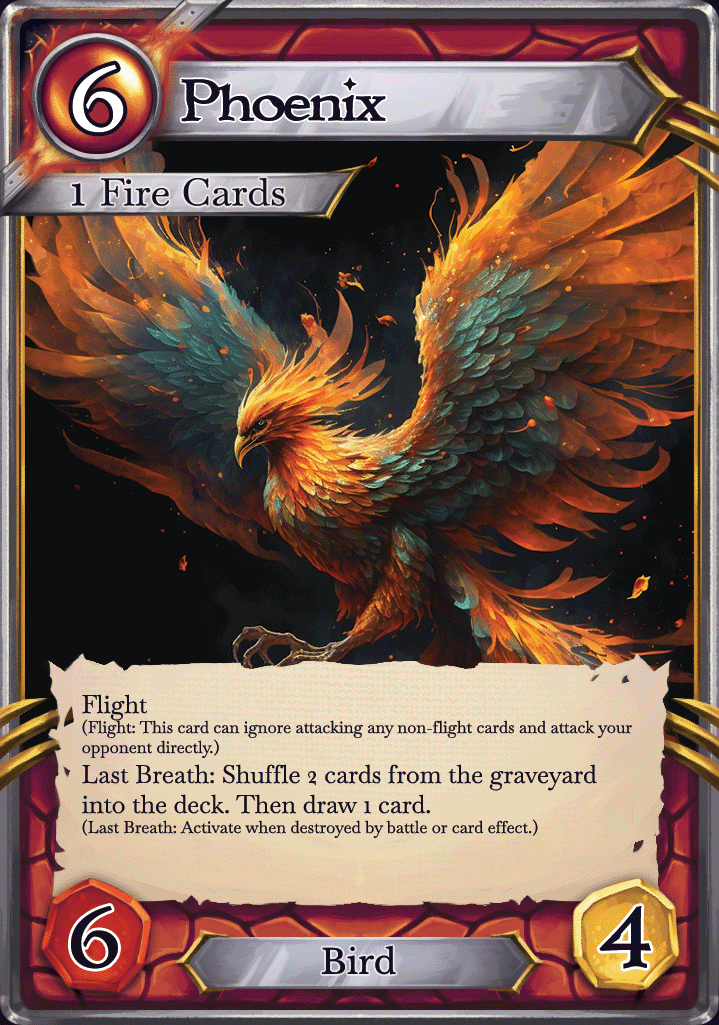 6
Phoenix
1 Fire Cards
Flight
(Flight: This card can ignore attacking any non-flight cards and attack your
opponent directly.)
Last Breath: Shuffle 2 cards from the graveyard
into the deck. Then draw 1 card.
(Last Breath: Activate when destroyed by battle or card effect.)
6
Bird
4